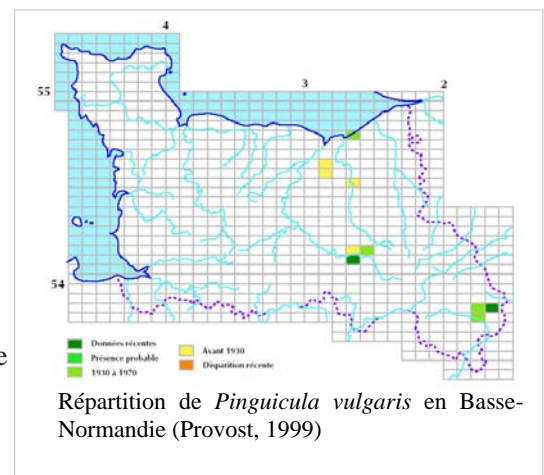 4
3
2
55
54
Données récentes
Présence probable
1930 à 1970
Avant 1930
Disparition récente
e
Répartition de Pinguicula vulgaris en Basse-
Normandie (Provost, 1999)